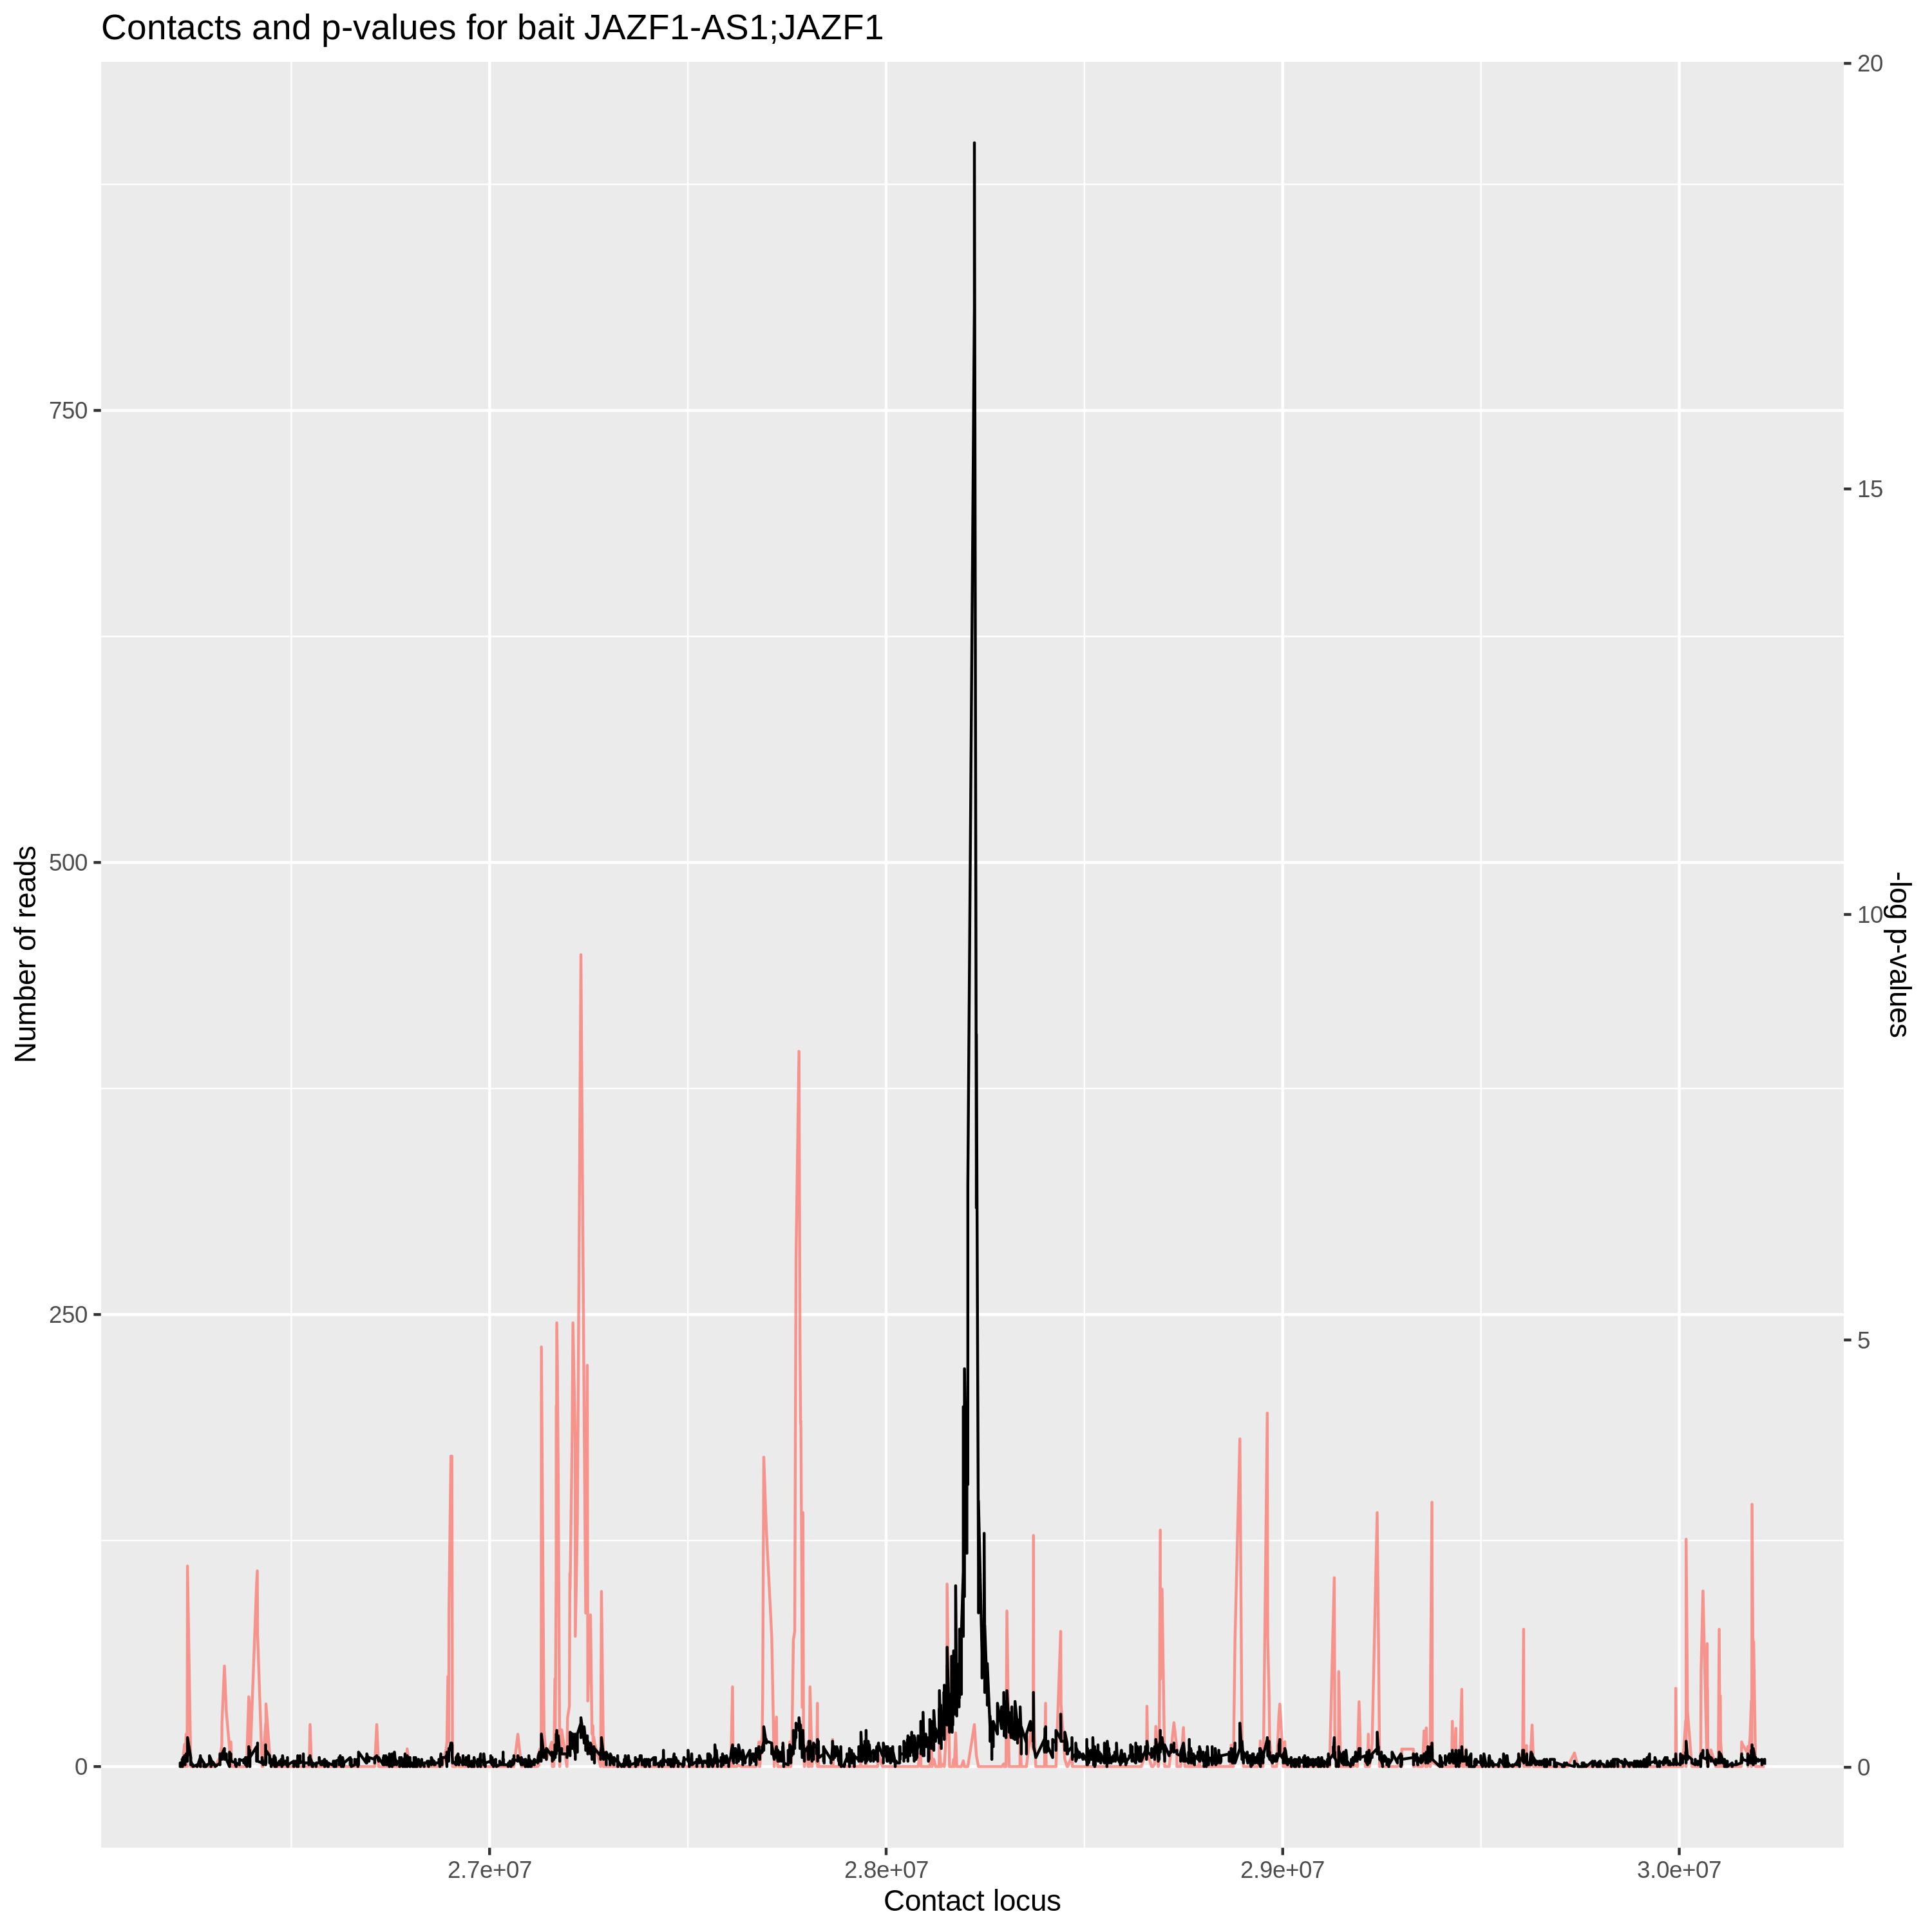 Contacts and p-values for bait JAZF1-AS1;JAZF1
20
750
15
500
10
Number of reads
-log p-values
250
5
0
0
2.7e+07
2.8e+07
2.9e+07
3.0e+07
Contact locus